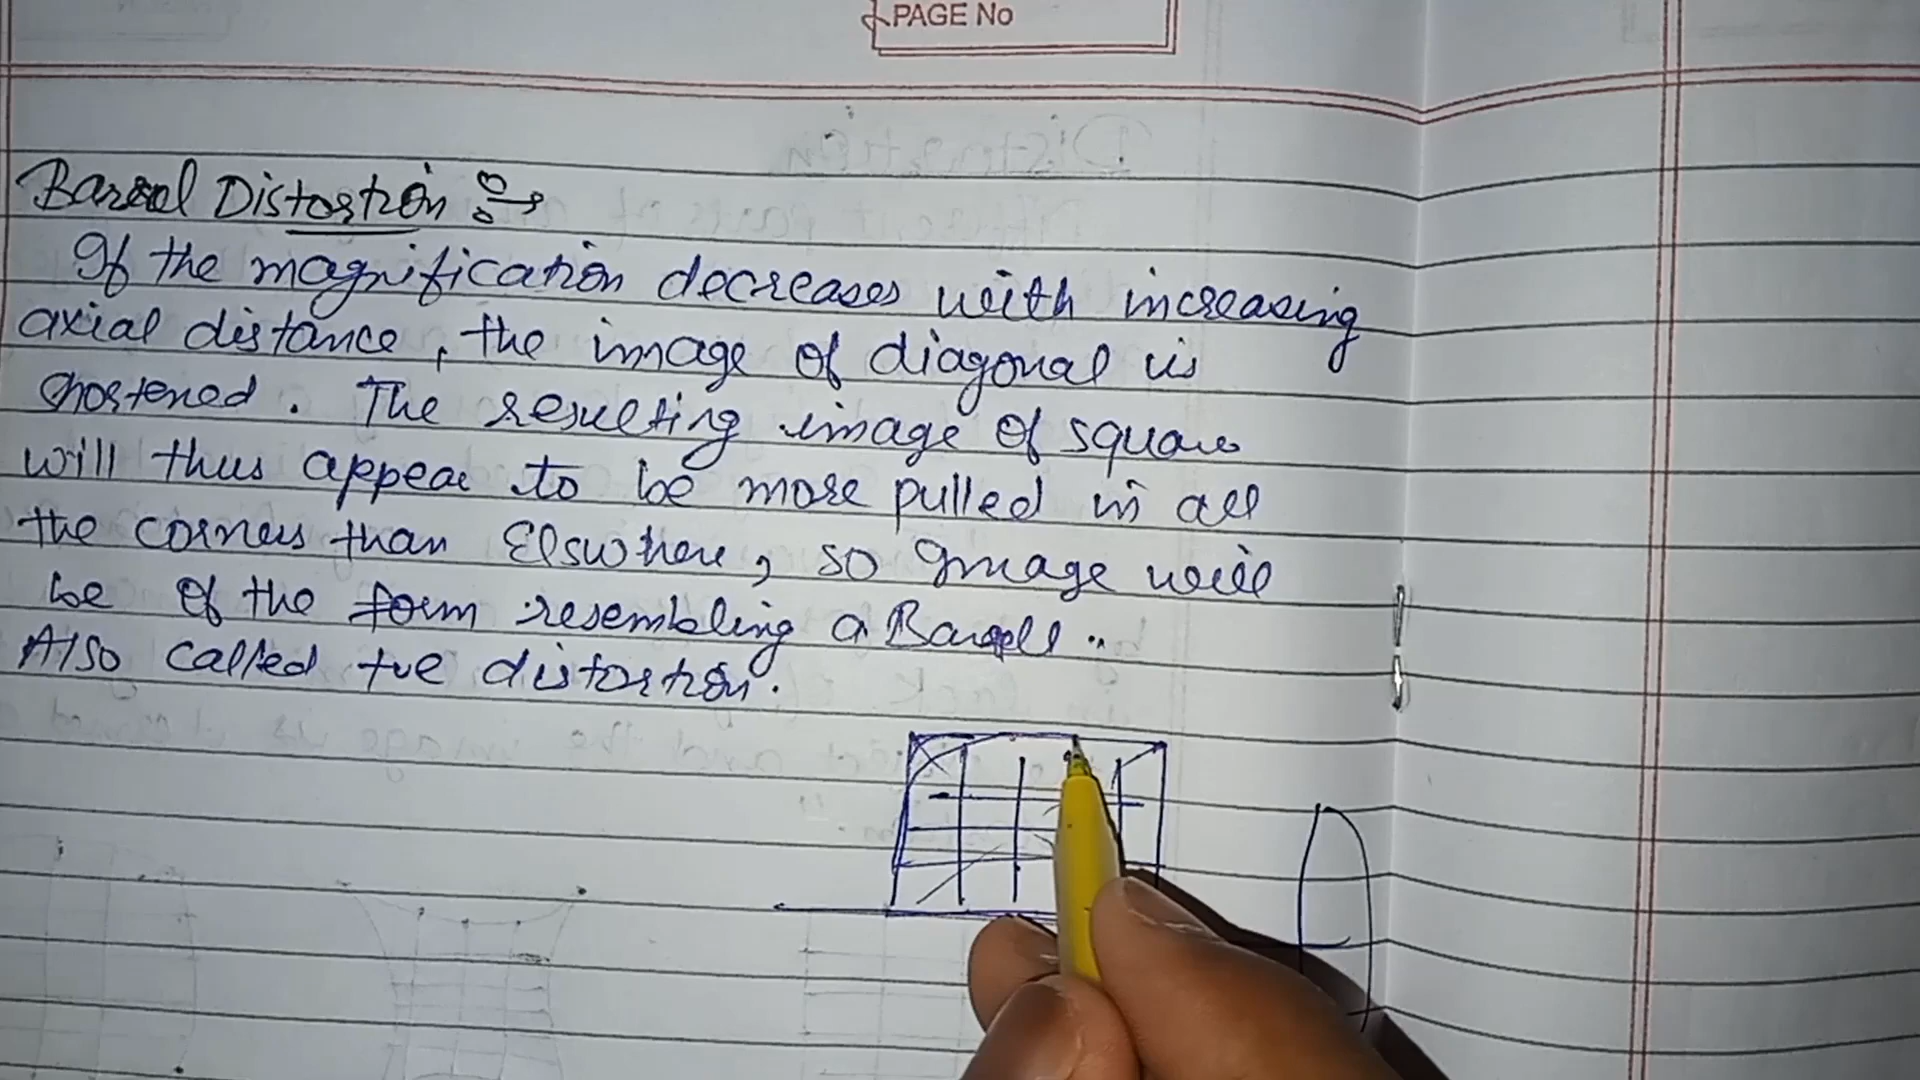 PAGE No
Barrel Distortion
If the magnification decreases with increasing
axial distance, the image of diagonal is
shortened. The resulting image of square
will thus appear to be more pulled in all
the corners than Elswhere, so Image will
be of the form resembling a Barrell.
Also called +ve distortion.